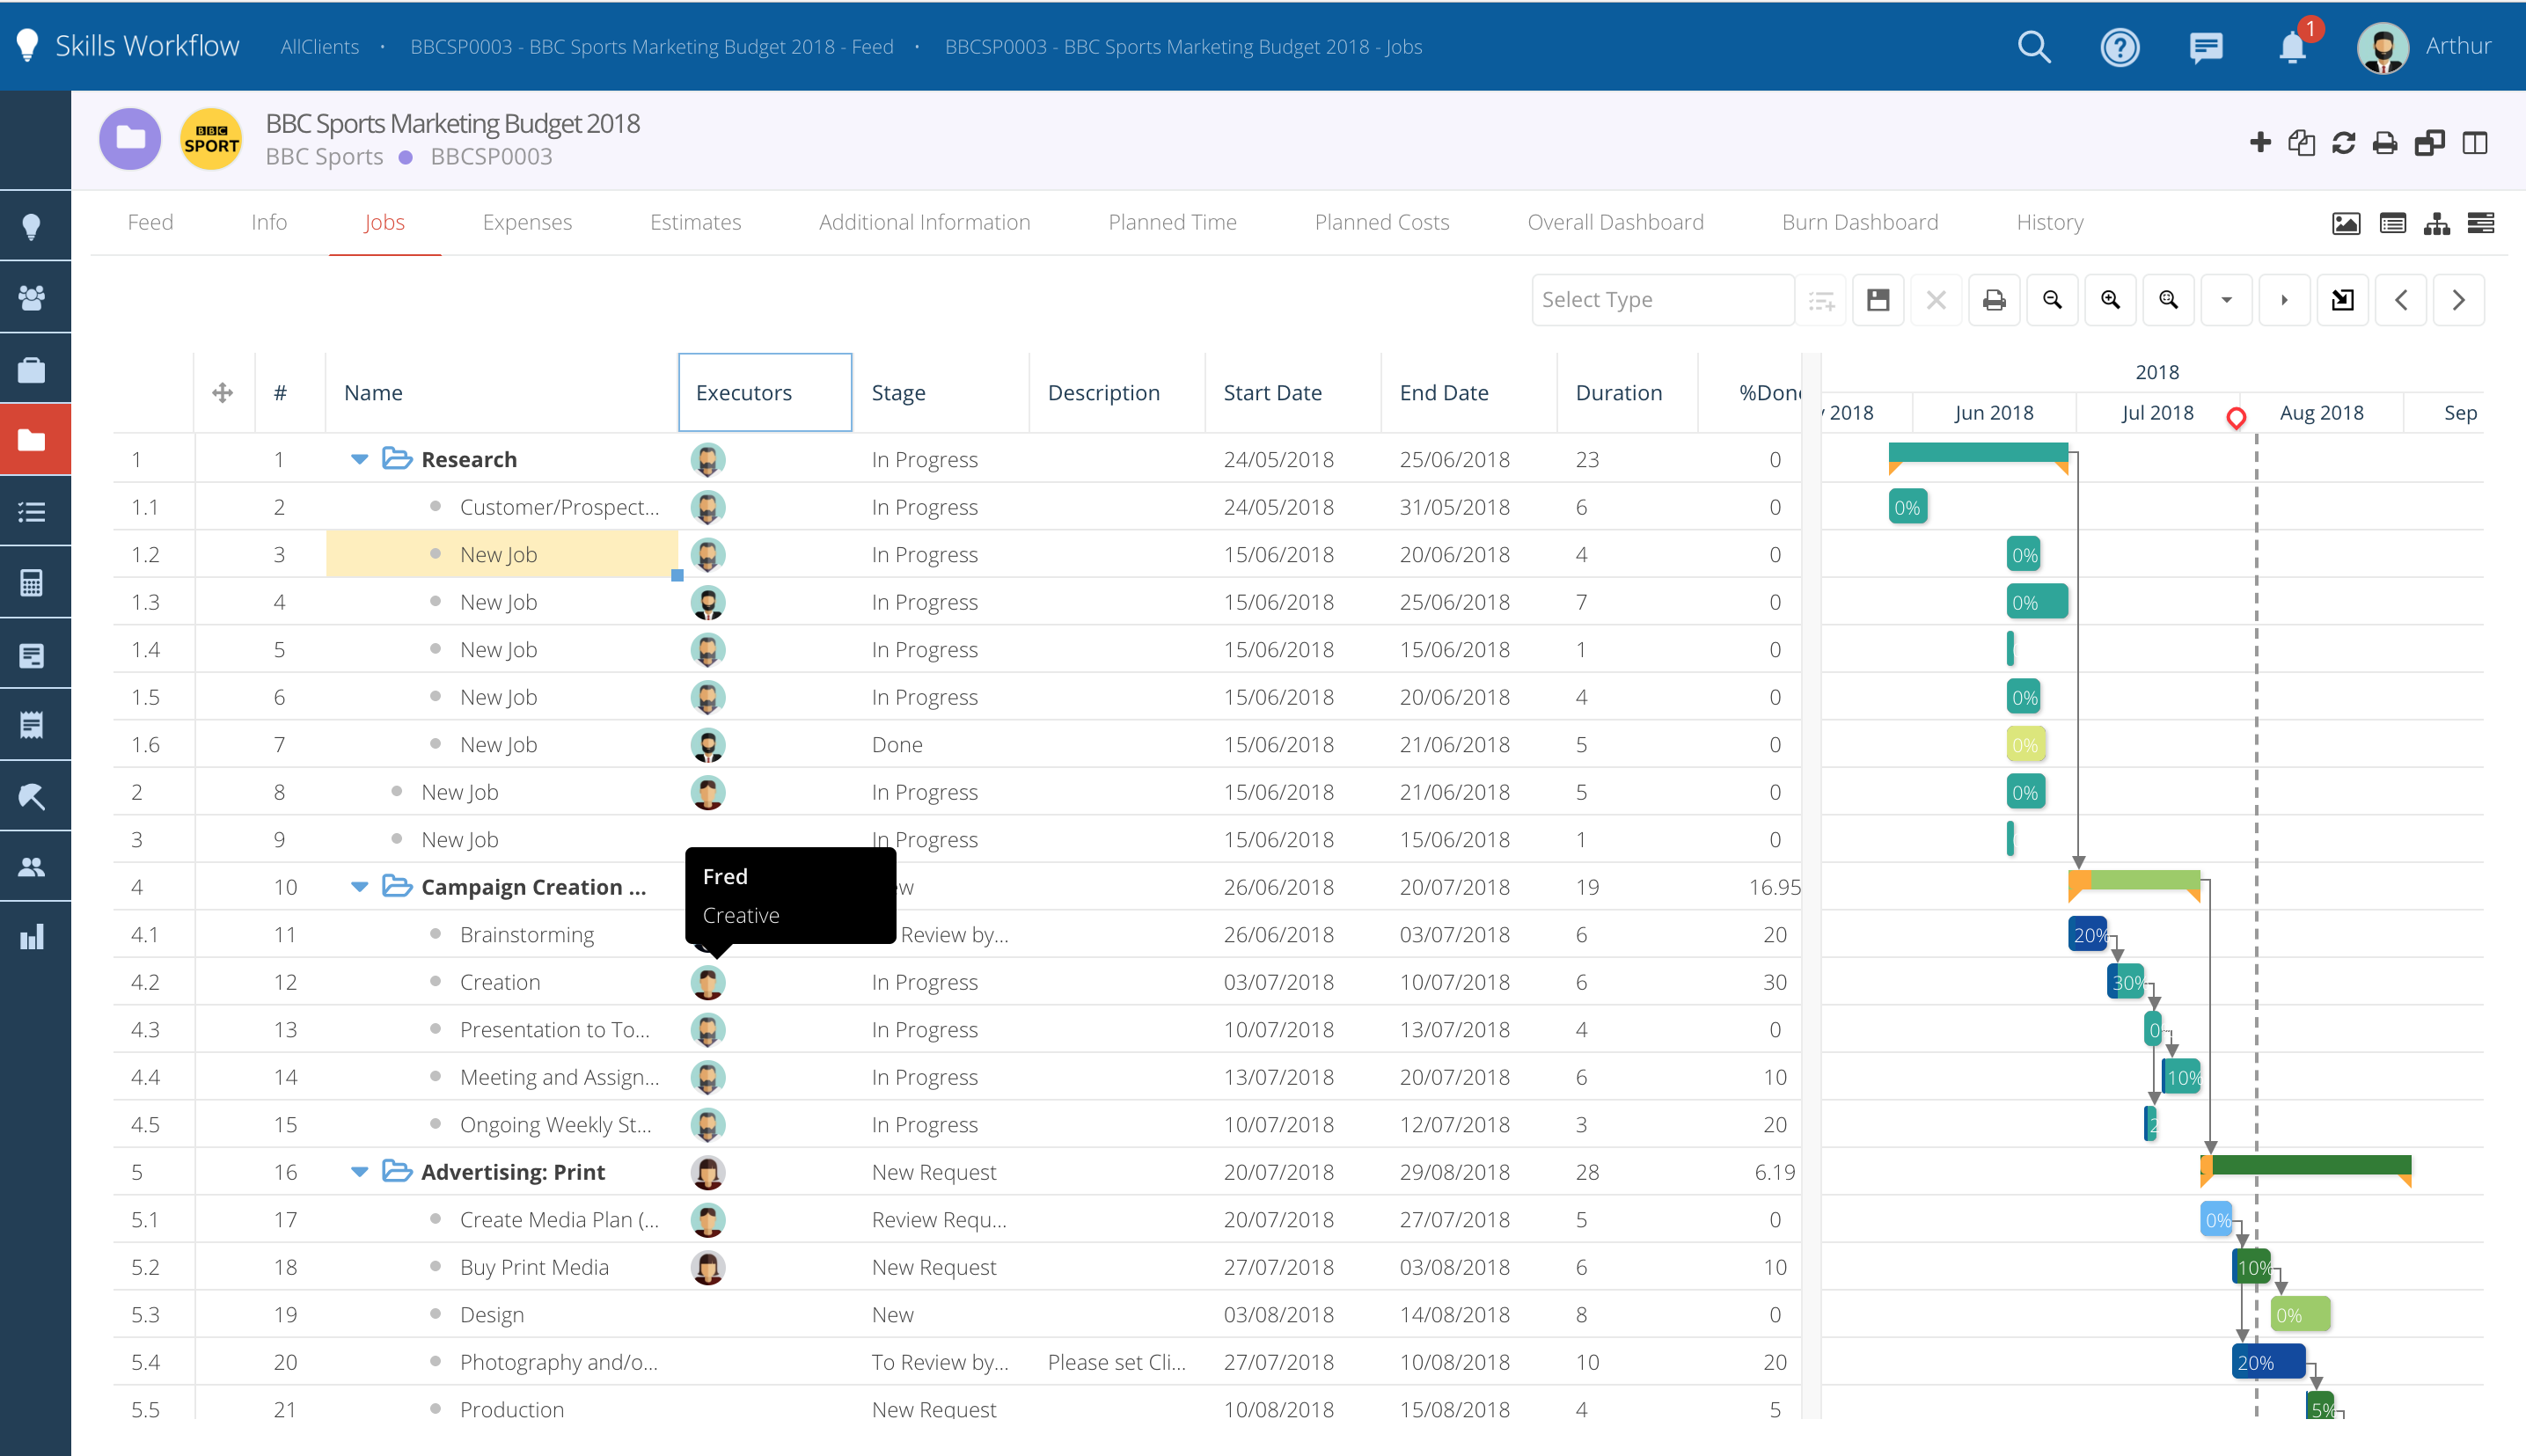 Skills Workflow AllClients • BBCSP0003 - BBC Sports Marketing Budget 2018 - Feed • BBCSP0003 - BBC Sports Marketing Budget 2018 - Jobs 1 Arthur
BBC SPORT
BBC Sports Marketing Budget 2018
BBC Sports BBCSP0003
Feed Info Jobs Expenses Estimates Additional Information Planned Time Planned Costs Overall Dashboard Burn Dashboard History
Select Type
2018
# Name Executors Stage Description Start Date End Date Duration %Done
2018 Jun 2018 Jul 2018 Aug 2018 Sep
1 1 Research In Progress 24/05/2018 25/06/2018 23 0
1.1 2 Customer/Prospect... In Progress 24/05/2018 31/05/2018 6 0 0%
1.2 3 New Job In Progress 15/06/2018 20/06/2018 4 0 0%
1.3 4 New Job In Progress 15/06/2018 25/06/2018 7 0 0%
1.4 5 New Job In Progress 15/06/2018 15/06/2018 1 0
1.5 6 New Job In Progress 15/06/2018 20/06/2018 4 0 0%
1.6 7 New Job Done 15/06/2018 21/06/2018 5 0 0%
2 8 New Job In Progress 15/06/2018 21/06/2018 5 0 0%
3 9 New Job In Progress 15/06/2018 15/06/2018 1 0
Fred
Creative
4 10 Campaign Creation ... 26/06/2018 20/07/2018 19 16.95
4.1 11 Brainstorming Review by... 26/06/2018 03/07/2018 6 20 20%
4.2 12 Creation In Progress 03/07/2018 10/07/2018 6 30 30%
4.3 13 Presentation to To... In Progress 10/07/2018 13/07/2018 4 0 0
4.4 14 Meeting and Assign... In Progress 13/07/2018 20/07/2018 6 10 10%
4.5 15 Ongoing Weekly St... In Progress 10/07/2018 12/07/2018 3 20 2
5 16 Advertising: Print New Request 20/07/2018 29/08/2018 28 6.19
5.1 17 Create Media Plan (... Review Requ... 20/07/2018 27/07/2018 5 0 0%
5.2 18 Buy Print Media New Request 27/07/2018 03/08/2018 6 10 10%
5.3 19 Design New 03/08/2018 14/08/2018 8 0 0%
5.4 20 Photography and/o... To Review by... Please set Cli... 27/07/2018 10/08/2018 10 20 20%
5.5 21 Production New Request 10/08/2018 15/08/2018 4 5 5%